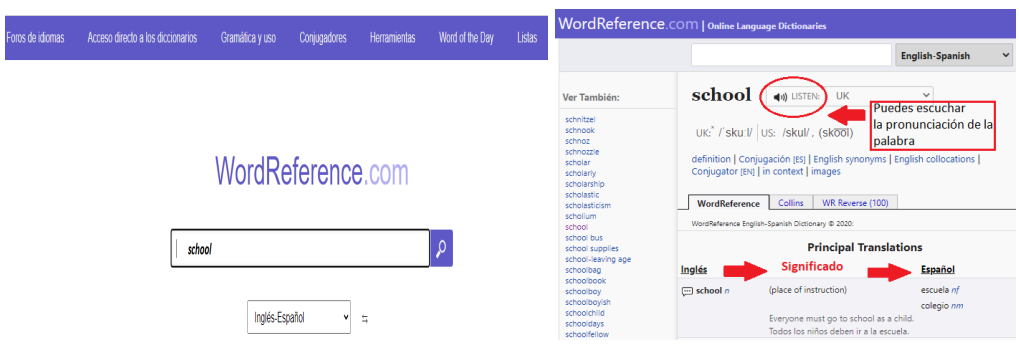 Foros de idiomas Acceso directo a los diccionarios Gramática y uso Conjugadores Herramientas Word of the Day Listas
WordReference.com
school
Inglés-Español
WordReference.com | Online Language Dictionaries
English-Spanish
Ver También:
schnitzel
schnook
schnoz
schnozzle
scholar
scholarly
scholarship
scholastic
scholasticism
scholium
school
school bus
school supplies
school-leaving age
schoolbag
schoolbook
schoolboy
schoolboyish
schoolchild
schooldays
schoolfellow
school LISTEN: UK
Puedes escuchar
la pronunciación de la
palabra
UK:* /ˈskuːl/ US: /skul/ , (sko͞ol)
definition | Conjugación [ES] | English synonyms | English collocations |
Conjugator [EN] | in context | images
WordReference Collins WR Reverse (100)
WordReference English-Spanish Dictionary © 2020:
Principal Translations
Inglés Significado Español
school n (place of instruction) escuela nf
colegio nm
Everyone must go to school as a child.
Todos los niños deben ir a la escuela.